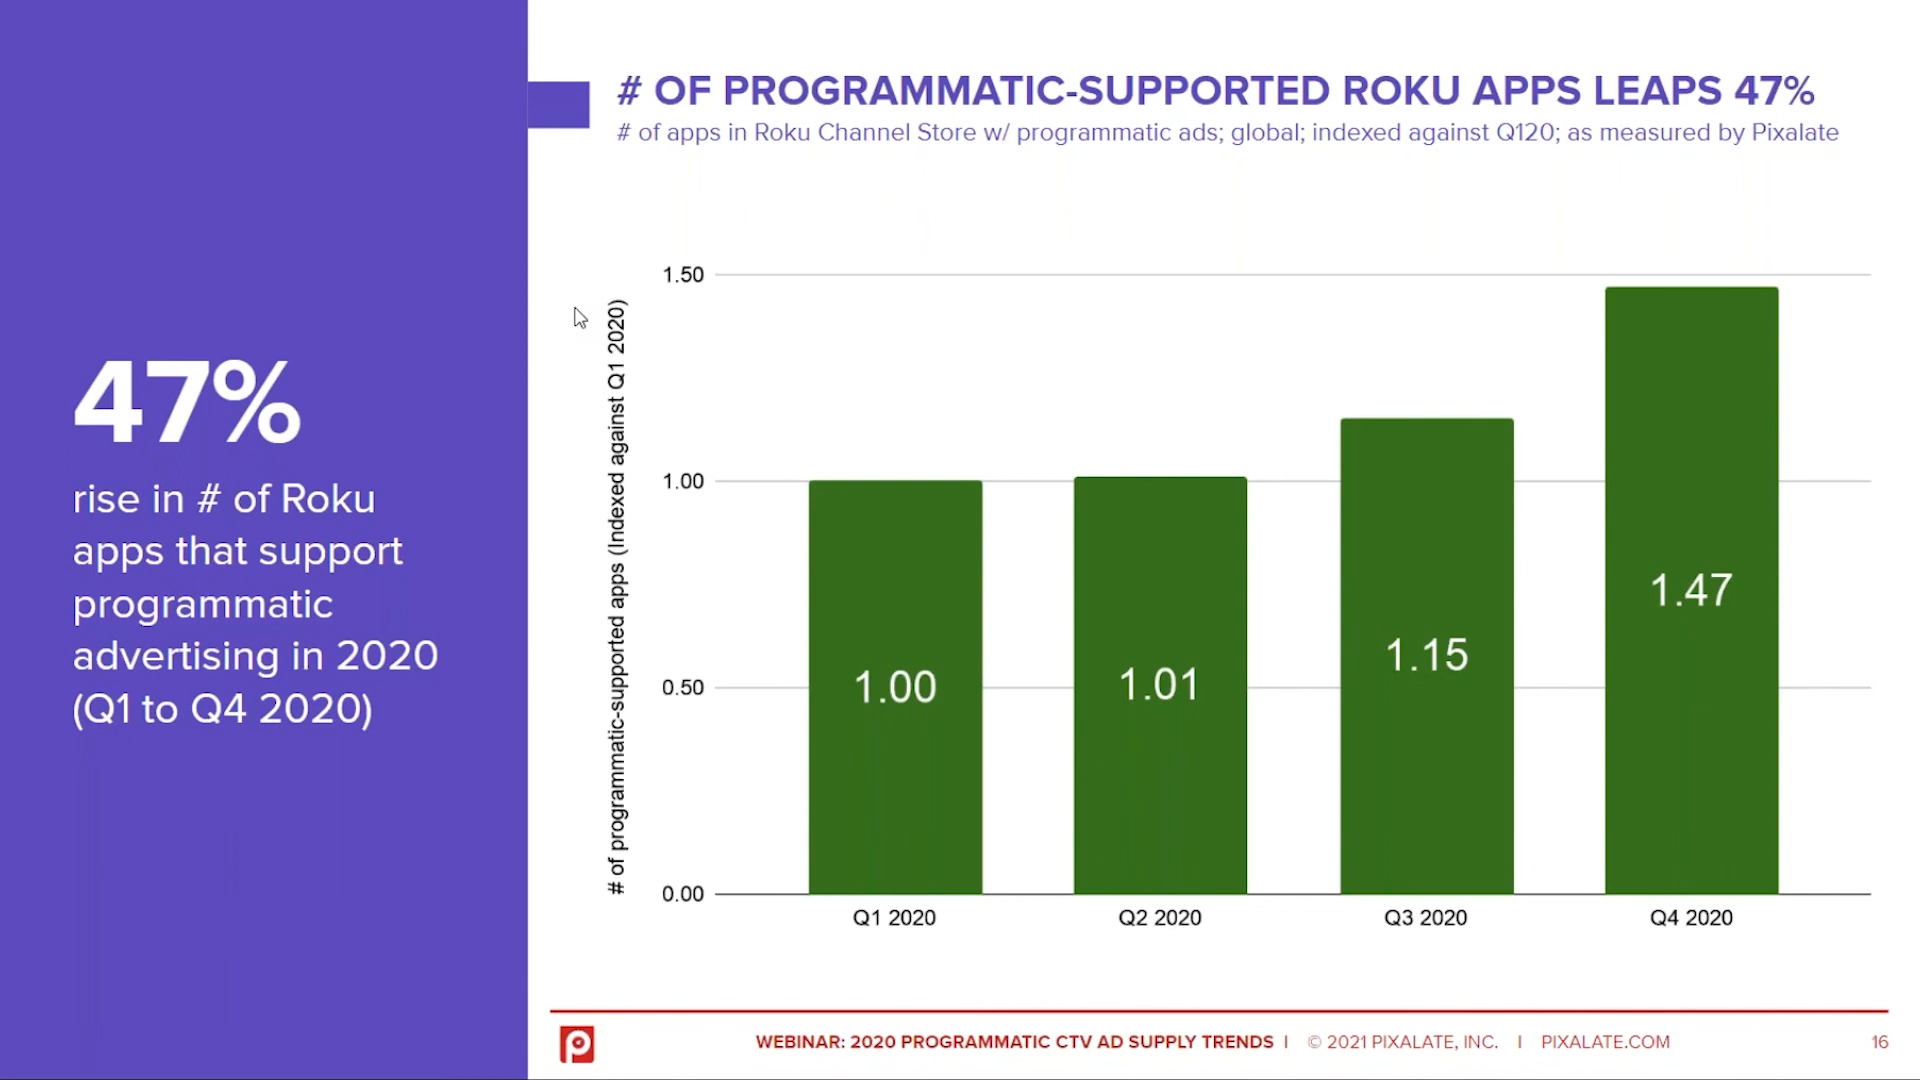 # OF PROGRAMMATIC-SUPPORTED ROKU APPS LEAPS 47%
# of apps in Roku Channel Store w/ programmatic ads; global; indexed against Q120; as measured by Pixalate
47%
rise in # of Roku
apps that support
programmatic
advertising in 2020
(Q1 to Q4 2020)
# of programmatic-supported apps (Indexed against Q1 2020)
1.50
1.00
0.50
0.00
1.00
1.01
1.15
1.47
Q1 2020
Q2 2020
Q3 2020
Q4 2020
WEBINAR: 2020 PROGRAMMATIC CTV AD SUPPLY TRENDS | © 2021 PIXALATE, INC. | PIXALATE.COM
16